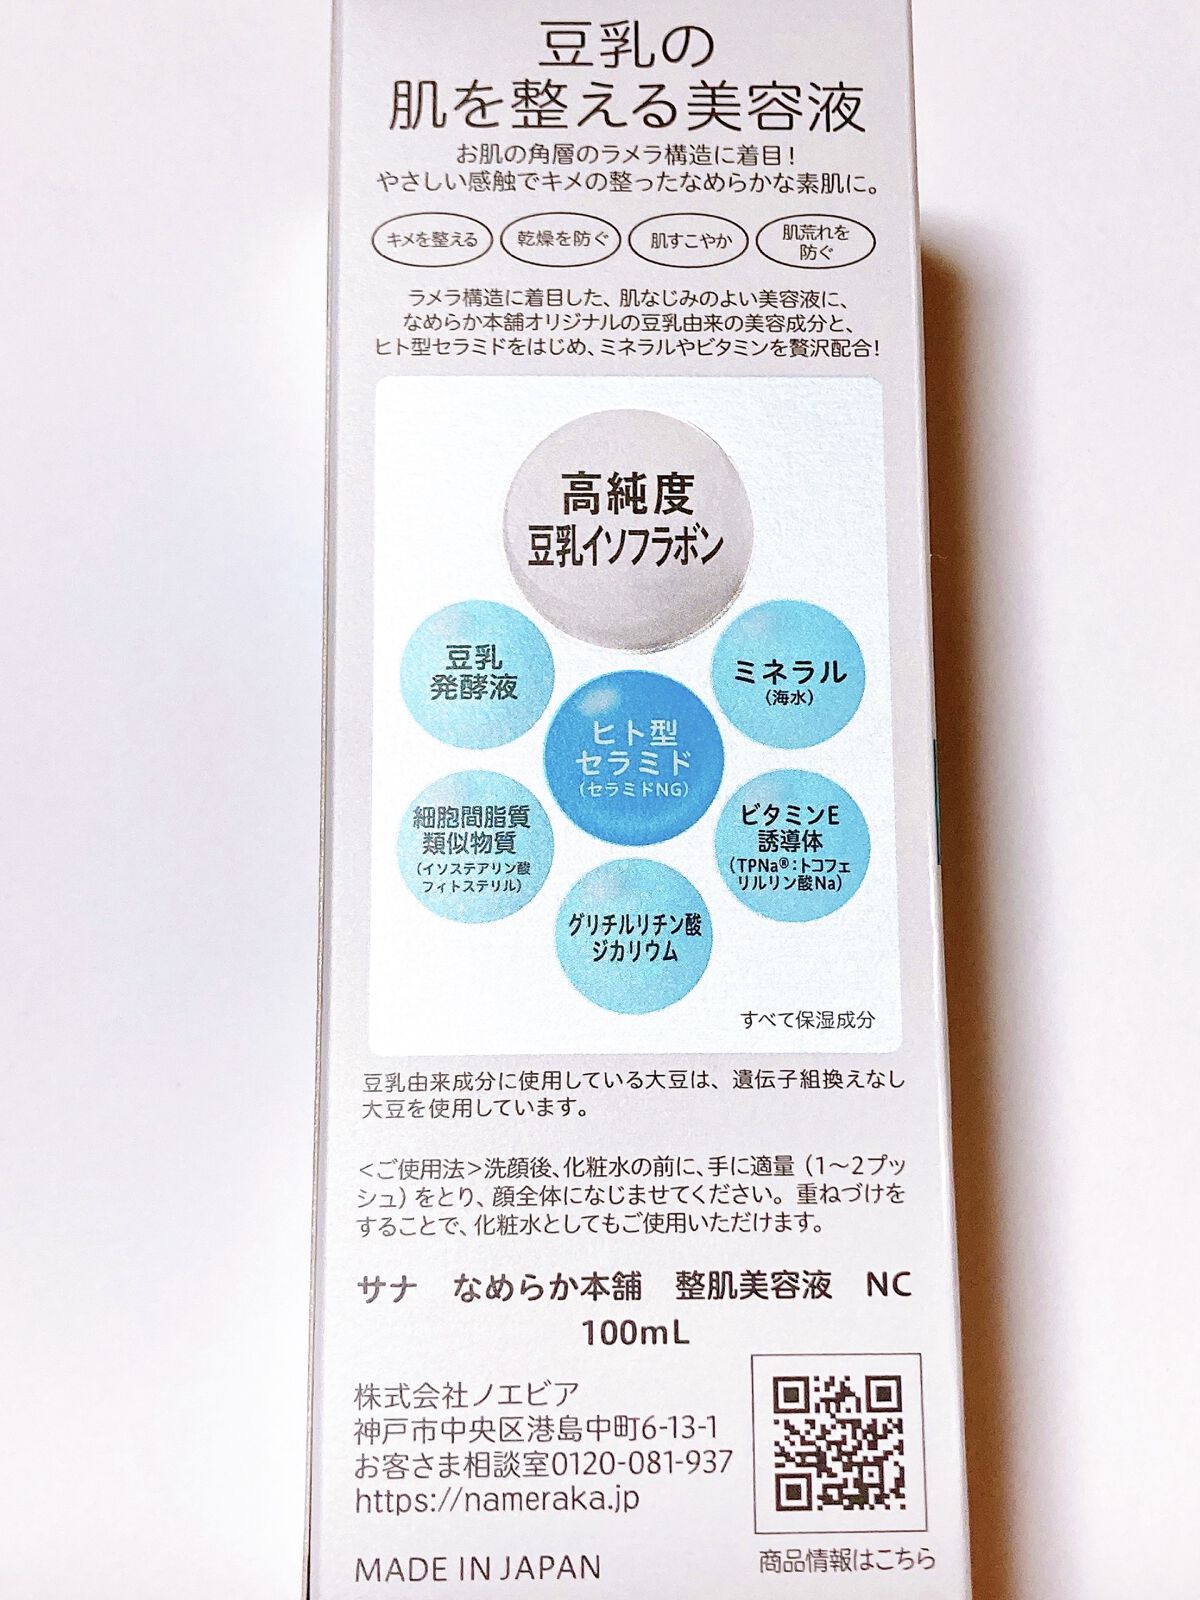 豆乳の
肌を整える美容液
お肌の角層のラメラ構造に着目！
やさしい感触でキメの整ったなめらかな素肌に。
キメを整える
乾燥を防ぐ
肌すこやか
肌荒れを
防ぐ
ラメラ構造に着目した、肌なじみのよい美容液に、
なめらか本舗オリジナルの豆乳由来の美容成分と、
ヒト型セラミドをはじめ、ミネラルやビタミンを贅沢配合！
高純度
豆乳イソフラボン
豆乳
発酵液
ミネラル
（海水）
ヒト型
セラミド
（セラミドNG）
細胞間脂質
類似物質
（イソステアリン酸
フィトステリル）
ビタミンE
誘導体
（TPNa®：トコフェ
リルリン酸Na）
グリチルリチン酸
ジカリウム
すべて保湿成分
豆乳由来成分に使用している大豆は、遺伝子組換えなし
大豆を使用しています。
＜ご使用法＞洗顔後、化粧水の前に、手に適量（1～2プッ
シュ）をとり、顔全体になじませてください。重ねづけを
することで、化粧水としてもご使用いただけます。
サナ　なめらか本舗　整肌美容液　NC
100mL
株式会社ノエビア
神戸市中央区港島中町6-13-1
お客さま相談室0120-081-937
https://nameraka.jp
MADE IN JAPAN
商品情報はこちら